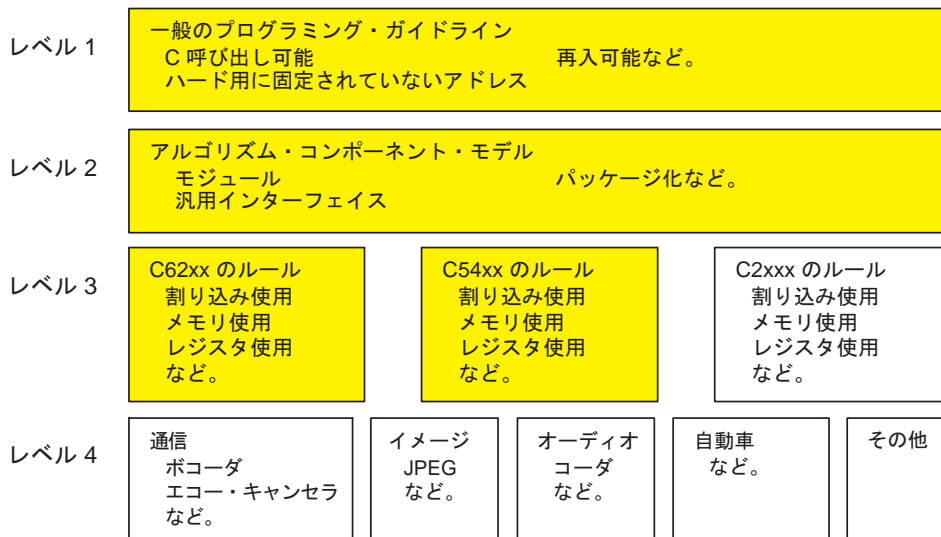 レベル 1
一般のプログラミング・ガイドライン
C 呼び出し可能 再入可能など。
ハード用に固定されていないアドレス
レベル 2
アルゴリズム・コンポーネント・モデル
モジュール パッケージ化など。
汎用インターフェイス
レベル 3
C62xx のルール
割り込み使用
メモリ使用
レジスタ使用
など。
C54xx のルール
割り込み使用
メモリ使用
レジスタ使用
など。
C2xxx のルール
割り込み使用
メモリ使用
レジスタ使用
など。
レベル 4
通信
ボコーダ
エコー・キャンセラ
など。
イメージ
JPEG
など。
オーディオ
コーダ
など。
自動車
など。
その他